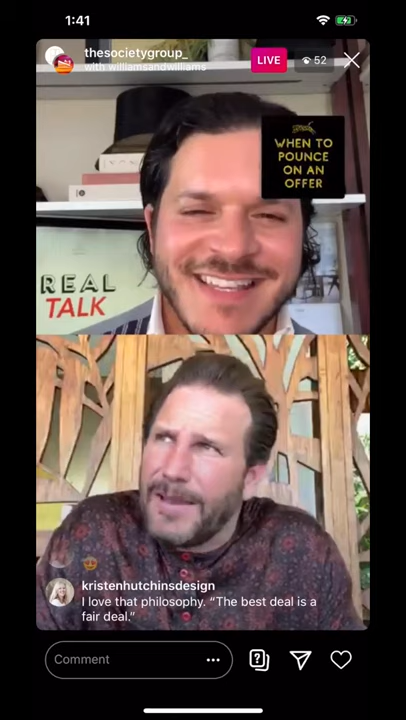 1:41
thesocietygroup_
with williamsandwilliams
LIVE
52
WHEN TO
POUNCE
ON AN
OFFER
REAL
TALK
kristenhutchinsdesign
I love that philosophy. “The best deal is a
fair deal.”
Comment